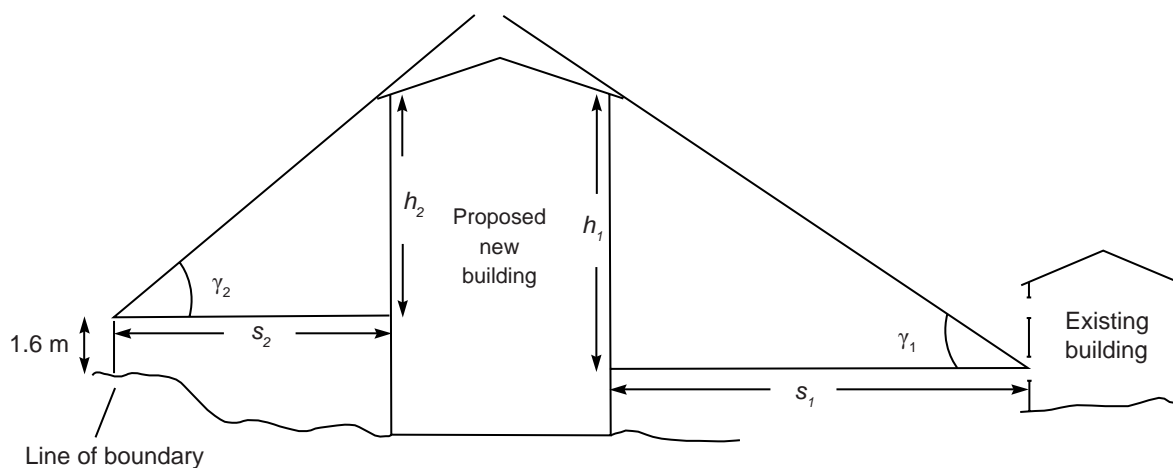 h2
Proposed
new
building
h1
γ2
γ1
1.6 m
s2
s1
Existing
building
Line of boundary